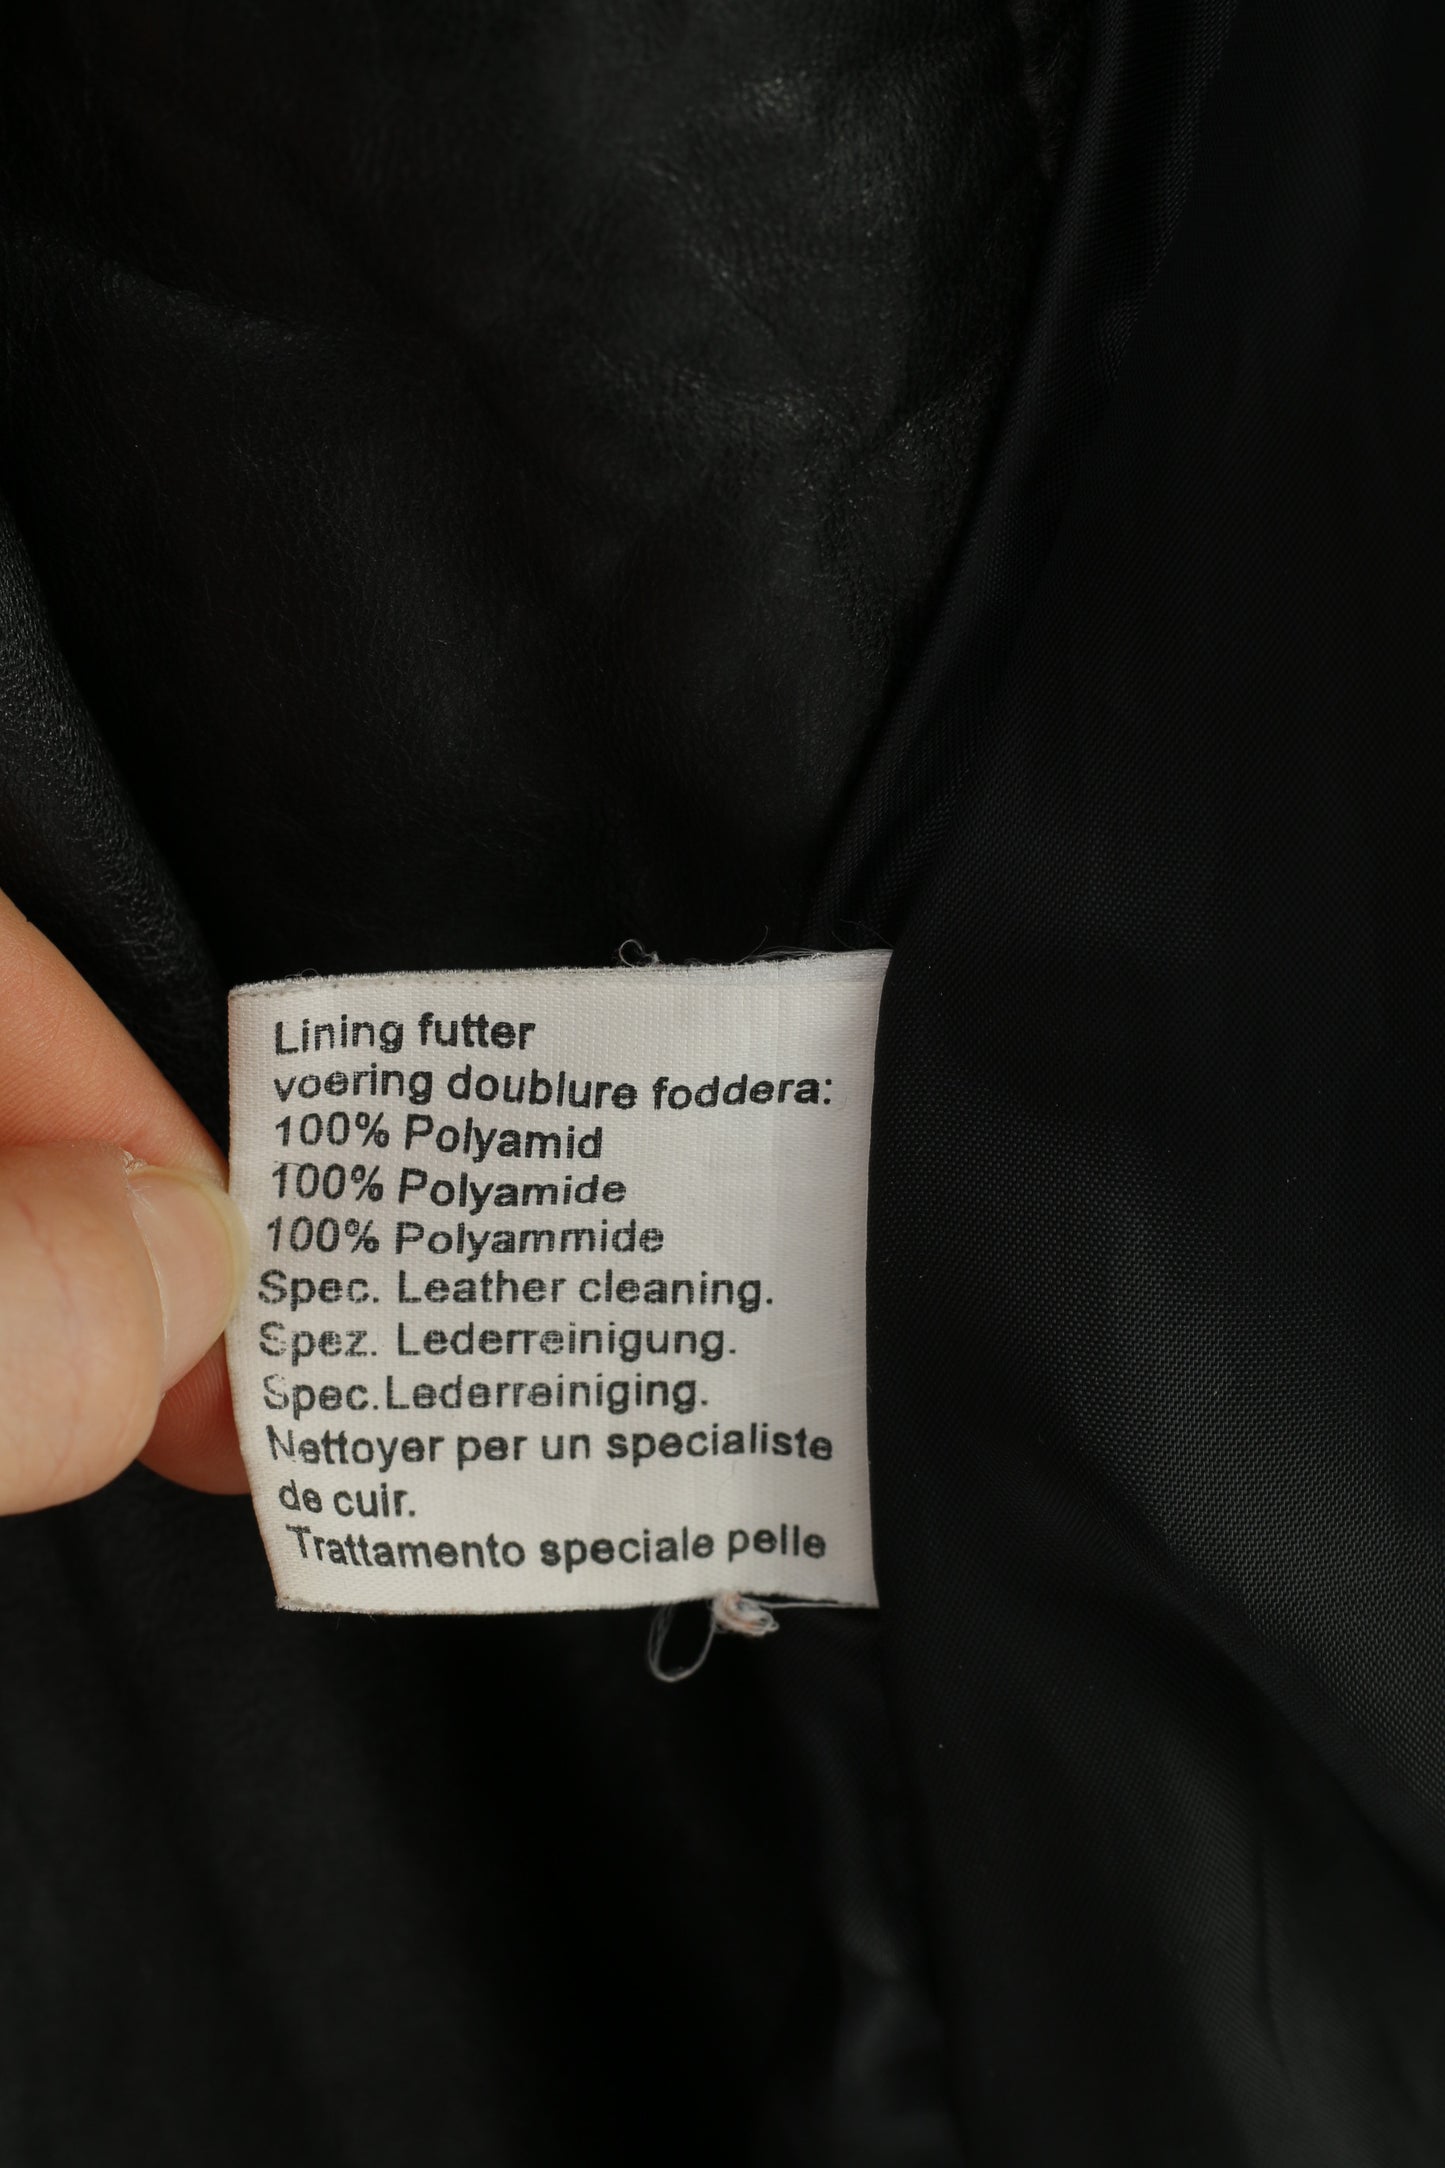 Lining futter
voering doublure foddera:
100% Polyamid
100% Polyamide
100% Polyammide
Spec. Leather cleaning.
Spez. Lederreinigung.
Spec.Lederreiniging.
Nettoyer per un specialiste
de cuir.
Trattamento speciale pelle